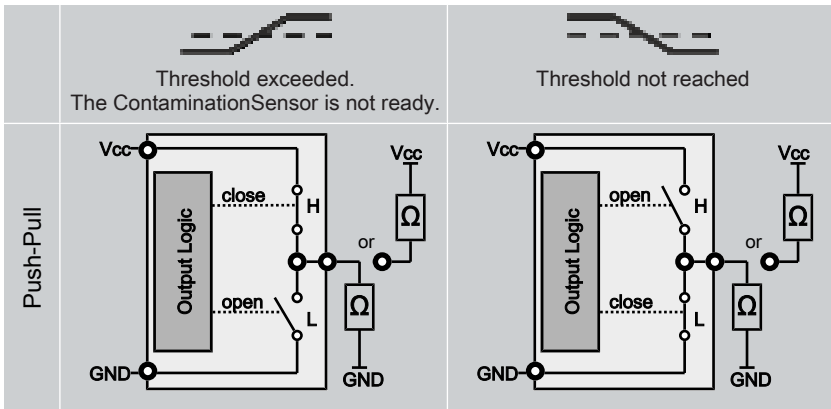 Threshold exceeded.
The ContaminationSensor is not ready.
Threshold not reached
Push-Pull
Vcc
Output Logic
close
H
open
L
GND
Vcc
Ω
or
Ω
GND
Vcc
Output Logic
open
H
close
L
GND
Vcc
Ω
or
Ω
GND